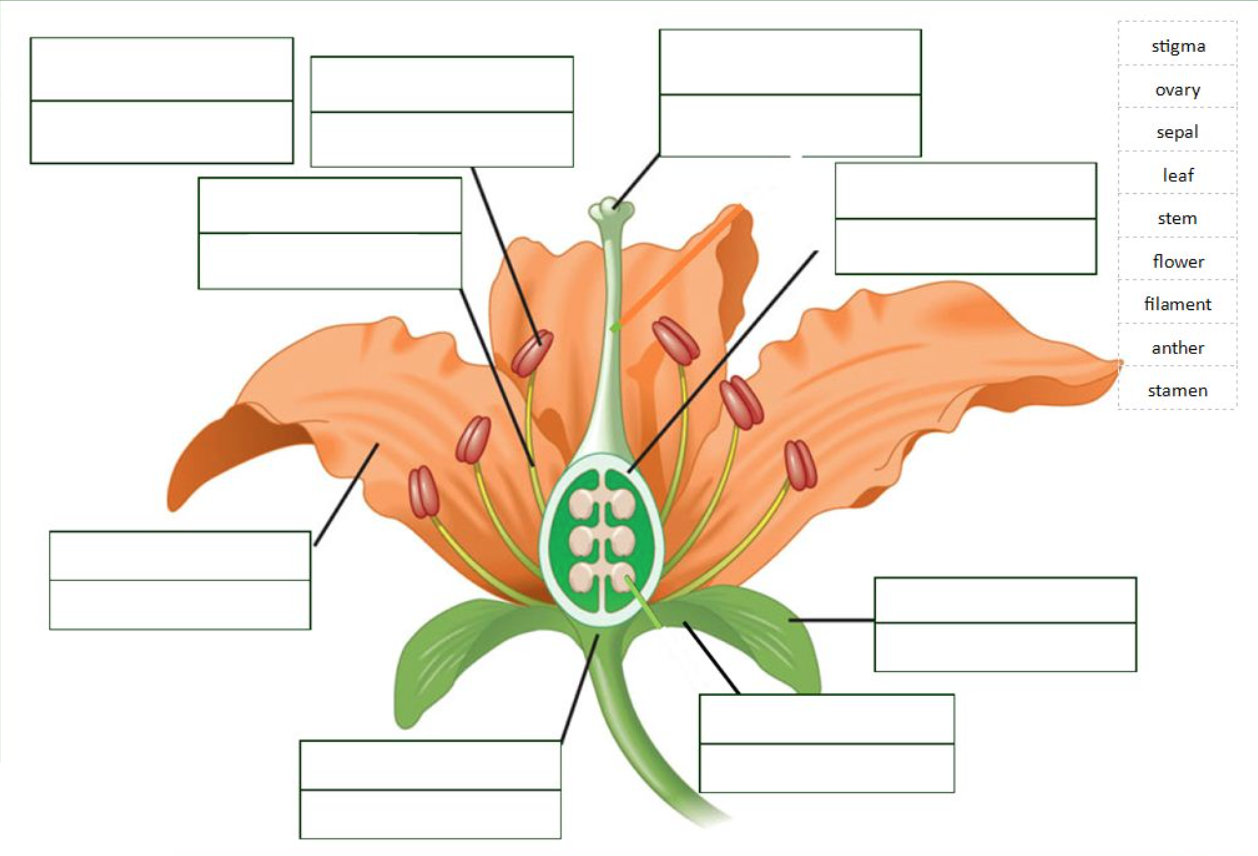 stigma
ovary
sepal
leaf
stem
flower
filament
anther
stamen